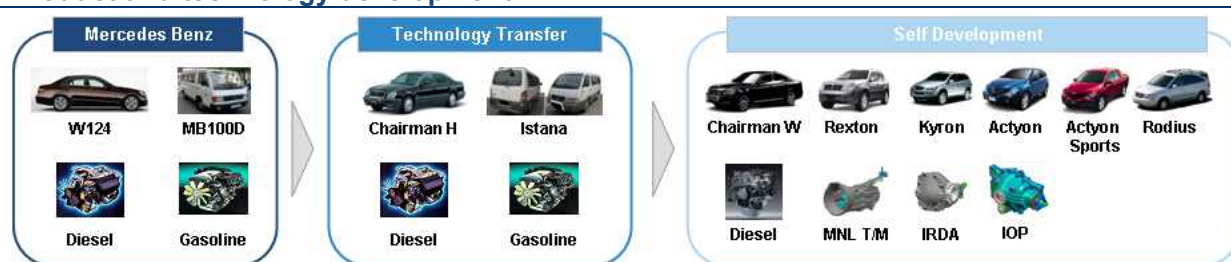 Mercedes Benz
Technology Transfer
Self Development
W124 MB100D
Chairman H Istana
Chairman W Rexton Kyron Actyon Actyon Sports Rodius
Diesel Gasoline
Diesel Gasoline
Diesel MNL T/M IRDA IOP